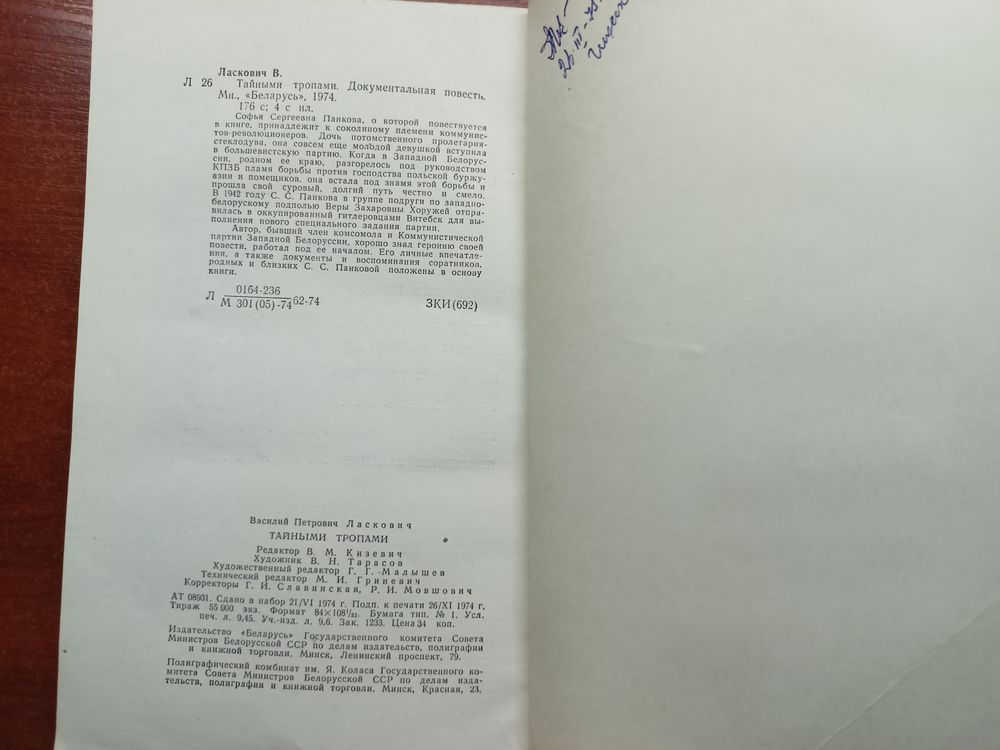 Ласкович В.
Л 26 Тайными тропами. Документальная повесть.
Мн., «Беларусь», 1974.
176 с; 4 с ил.
Софья Сергеевна Панкова, о которой повествуется
в книге, принадлежит к соколиному племени коммунис-
тов-революционеров. Дочь потомственного пролетария-
стеклодува, она совсем еще молодой девушкой вступила
в большевистскую партию. Когда в Западной Белорус-
сии, родном ее краю, разгорелось под руководством
КПЗБ пламя борьбы против господства польской буржу-
азии и помещиков, она встала под знамя этой борьбы и
прошла свой суровый, долгий путь честно и смело.
В 1942 году С. С. Панкова в группе подруги по западно-
белорусскому подполью Веры Захаровны Хоружей отпра-
вилась в оккупированный гитлеровцами Витебск для вы-
полнения нового специального задания партии.
Автор, бывший член комсомола и Коммунистической
партии Западной Белоруссии, хорошо знал героиню своей
повести, работал под ее началом. Его личные впечатле-
ния, а также документы и воспоминания соратников,
родных и близких С. С. Панковой положены в основу
книги.
Л 0164-236
М 301(05)-74 62-74 ЗКИ(692)
Василий Петрович Ласкович
ТАЙНЫМИ ТРОПАМИ
Редактор В. М. Кизевич
Художник В. Н. Тарасов
Художественный редактор Г. Г. Малышев
Технический редактор М. И. Гриневич
Корректоры Г. И. Славинская, Р. И. Мовшович
АТ 08931. Сдано в набор 21/VI 1974 г. Подп. к печати 26/XI 1974 г.
Тираж 55 000 экз. Формат 84×108 1/32. Бумага тип. № 1. Усл.
печ. л. 9,45. Уч.-изд. л. 9,6. Зак. 1233. Цена 34 коп.
Издательство «Беларусь» Государственного комитета Совета
Министров Белорусской ССР по делам издательств, полиграфии
и книжной торговли. Минск, Ленинский проспект, 79.
Полиграфический комбинат им. Я. Коласа Государственного ко-
митета Совета Министров Белорусской ССР по делам изда-
тельств, полиграфии и книжной торговли. Минск, Красная, 23.
26-III-75